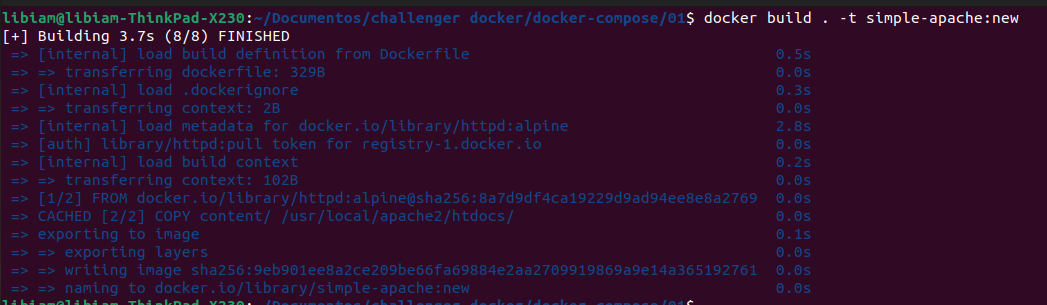 libiam@libiam-ThinkPad-X230:~/Documentos/challenger docker/docker-compose/01$ docker build . -t simple-apache:new
[+] Building 3.7s (8/8) FINISHED
=> [internal] load build definition from Dockerfile 0.5s
=> => transferring dockerfile: 329B 0.0s
=> [internal] load .dockerignore 0.3s
=> => transferring context: 2B 0.0s
=> [internal] load metadata for docker.io/library/httpd:alpine 2.8s
=> [auth] library/httpd:pull token for registry-1.docker.io 0.0s
=> [internal] load build context 0.2s
=> => transferring context: 102B 0.0s
=> [1/2] FROM docker.io/library/httpd:alpine@sha256:8a7d9df4ca19229d9ad94ee8e8a2769 0.0s
=> CACHED [2/2] COPY content/ /usr/local/apache2/htdocs/ 0.0s
=> exporting to image 0.1s
=> => exporting layers 0.0s
=> => writing image sha256:9eb901ee8a2ce209be66fa69884e2aa2709919869a9e14a365192761 0.0s
=> => naming to docker.io/library/simple-apache:new 0.0s
libiam@libiam-ThinkPad-X230:~/Documentos/challenger docker/docker-compose/01$